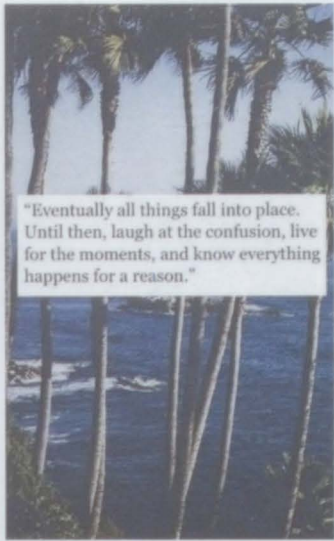 “Eventually all things fall into place.
Until then, laugh at the confusion, live
for the moments, and know everything
happens for a reason.”